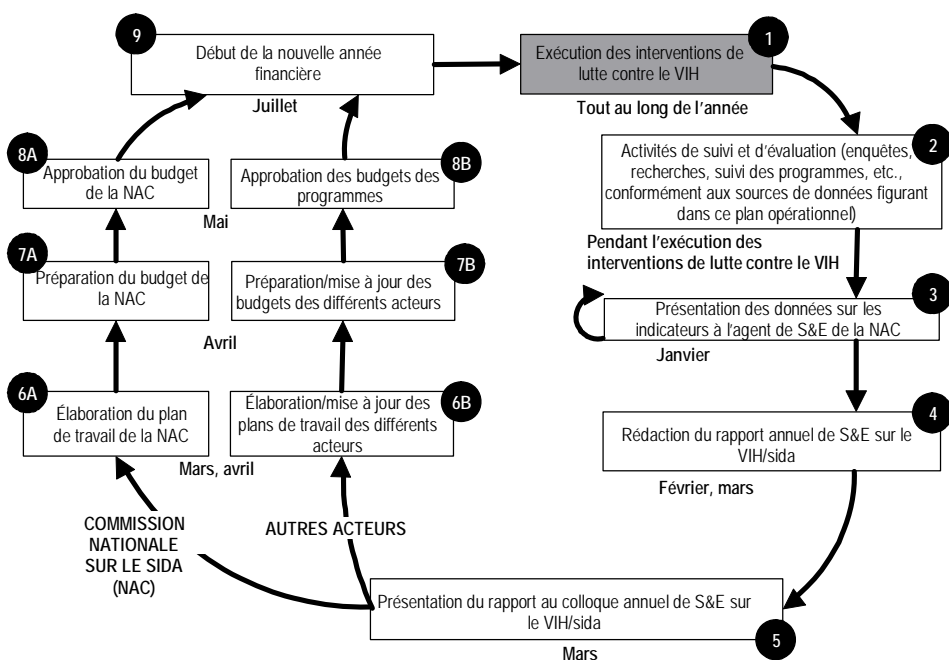 9
Début de la nouvelle année
financière
Juillet
1
Exécution des interventions de
lutte contre le VIH
Tout au long de l’année
2
Activités de suivi et d’évaluation (enquêtes,
recherches, suivi des programmes, etc.,
conformément aux sources de données figurant
dans ce plan opérationnel)
Pendant l’exécution des
interventions de lutte contre le VIH
3
Présentation des données sur les
indicateurs à l’agent de S&E de la NAC
Janvier
4
Rédaction du rapport annuel de S&E sur le
VIH/sida
Février, mars
5
Présentation du rapport au colloque annuel de S&E sur
le VIH/sida
Mars
COMMISSION
NATIONALE
SUR LE SIDA
(NAC)
AUTRES ACTEURS
6A
Élaboration du plan
de travail de la NAC
6B
Élaboration/mise à jour des
plans de travail des différents
acteurs
Mars, avril
7A
Préparation du budget de
la NAC
7B
Préparation/mise à jour des
budgets des différents acteurs
Avril
8A
Approbation du budget
de la NAC
8B
Approbation des budgets des
programmes
Mai